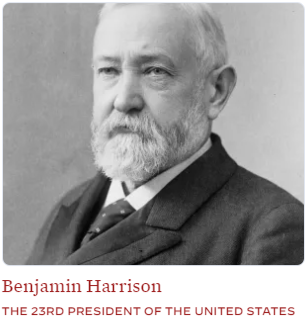 Benjamin Harrison
THE 23RD PRESIDENT OF THE UNITED STATES